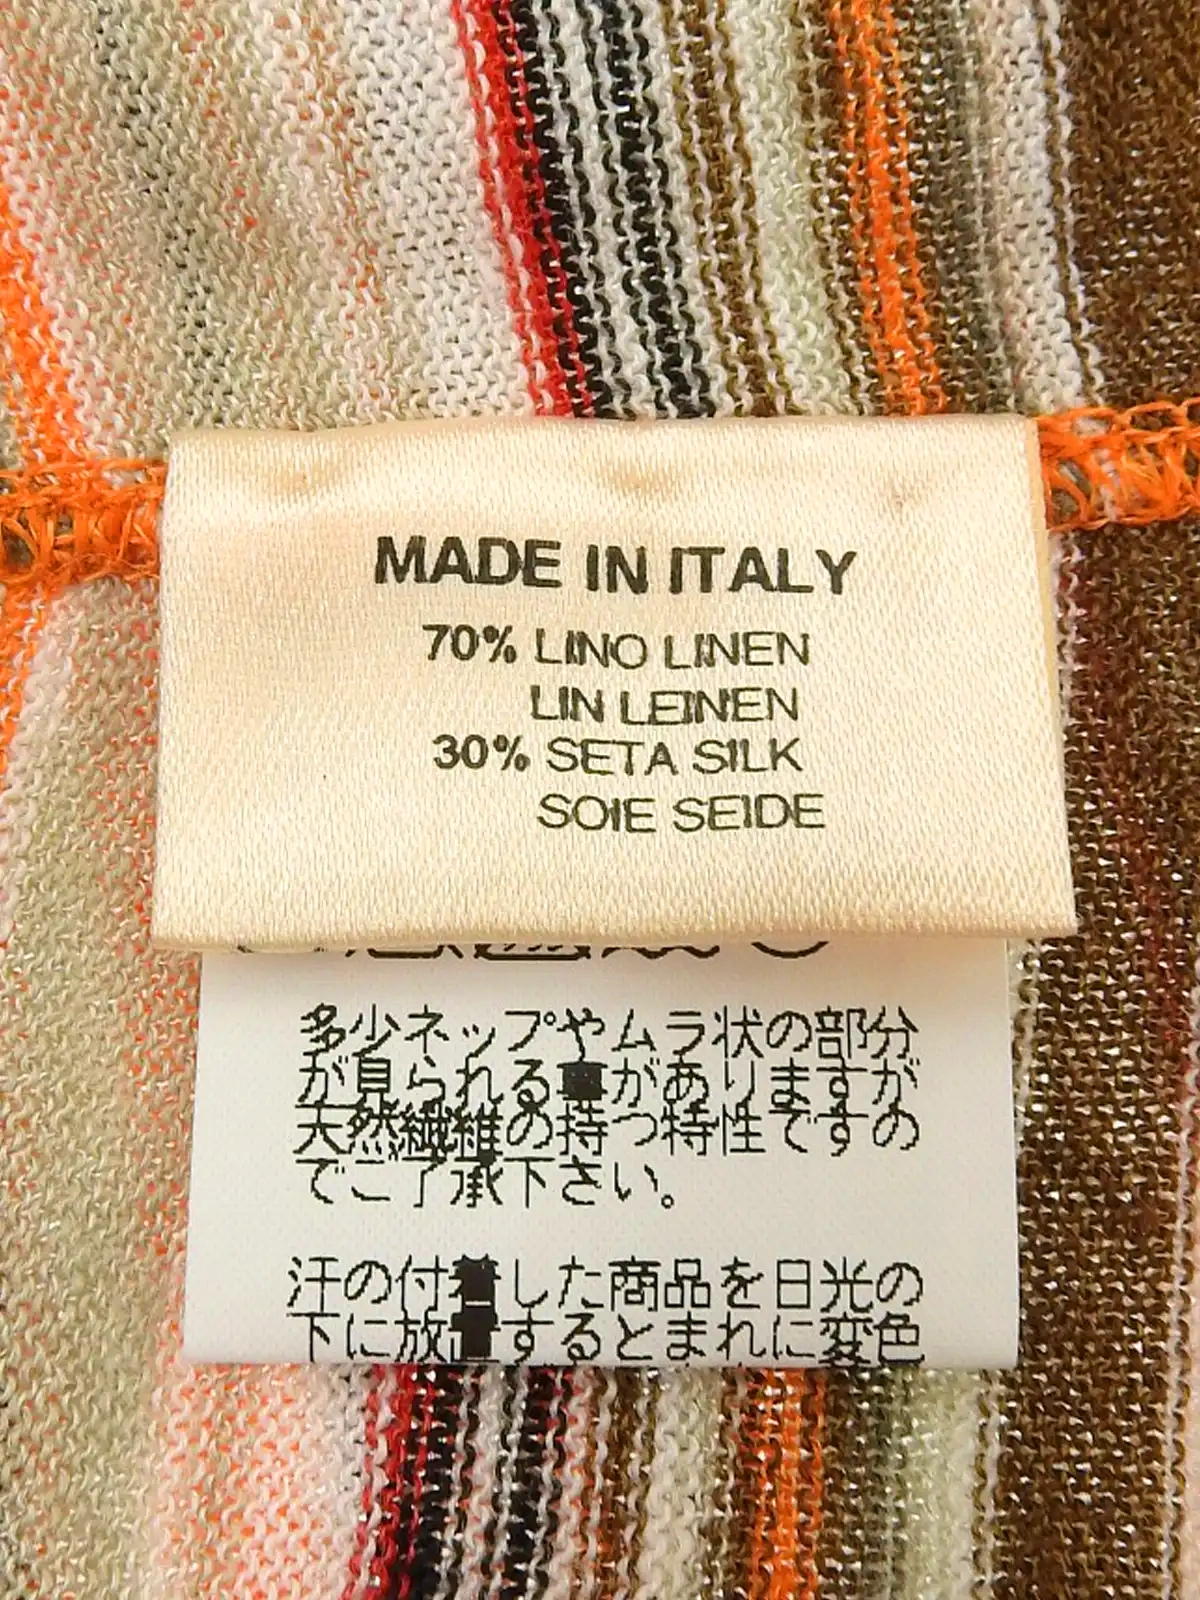 MADE IN ITALY
70% LINO LINEN
LIN LEINEN
30% SETA SILK
SOIE SEIDE
多少ネップやムラ状の部分
が見られる事がありますが
天然繊維の持つ特性ですの
でご了承下さい。
汗の付着した商品を日光の
下に放置するとまれに変色